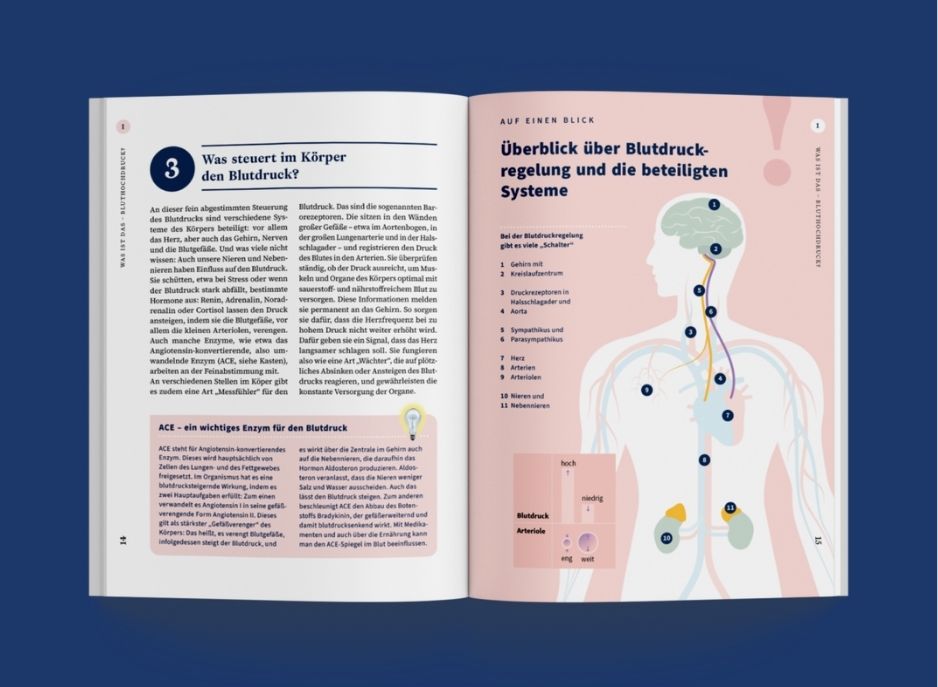 1
WAS IST DAS – BLUTHOCHDRUCK?
3
Was steuert im Körper
den Blutdruck?
An dieser fein abgestimmten Steuerung
des Blutdrucks sind verschiedene Sys-
teme des Körpers beteiligt: vor allem
das Herz, aber auch das Gehirn, Nerven
und die Blutgefäße. Und was viele nicht
wissen: Auch unsere Nieren und Neben-
nieren haben Einfluss auf den Blutdruck.
Sie schütten, etwa bei Stress oder wenn
der Blutdruck stark abfällt, bestimmte
Hormone aus: Renin, Adrenalin, Norad-
renalin oder Cortisol lassen den Druck
ansteigen, indem sie die Blutgefäße, vor
allem die kleinen Arteriolen, verengen.
Auch manche Enzyme, wie etwa das
Angiotensin-konvertierende, also um-
wandelnde Enzym (ACE, siehe Kasten),
arbeiten an der Feinabstimmung mit.
An verschiedenen Stellen im Köper gibt
es zudem eine Art „Messfühler“ für den
Blutdruck. Das sind die sogenannten Bar-
orezeptoren. Die sitzen in den Wänden
großer Gefäße – etwa im Aortenbogen, in
der großen Lungenarterie und in der Hals-
schlagader – und registrieren den Druck
des Blutes in den Arterien. Sie überprüfen
ständig, ob der Druck ausreicht, um Mus-
keln und Organe des Körpers optimal mit
sauerstoff- und nährstoffreichem Blut zu
versorgen. Diese Informationen melden
sie permanent an das Gehirn. So sorgen
sie dafür, dass die Herzfrequenz bei zu
hohem Druck nicht weiter erhöht wird.
Dafür geben sie ein Signal, dass das Herz
langsamer schlagen soll. Sie fungieren
also wie eine Art „Wächter“, die auf plötz-
liches Absinken oder Ansteigen des Blut-
drucks reagieren, und gewährleisten die
konstante Versorgung der Organe.
ACE – ein wichtiges Enzym für den Blutdruck
ACE steht für Angiotensin-konvertierendes
Enzym. Dieses wird hauptsächlich von
Zellen des Lungen- und des Fettgewebes
freigesetzt. Im Organismus hat es eine
blutdrucksteigernde Wirkung, indem es
zwei Hauptaufgaben erfüllt: Zum einen
verwandelt es Angiotensin I in seine gefäß-
verengende Form Angiotensin II. Dieses
gilt als stärkster „Gefäßverenger“ des
Körpers: Das heißt, es verengt Blutgefäße,
infolgedessen steigt der Blutdruck, und
es wirkt über die Zentrale im Gehirn auch
auf die Nebennieren, die daraufhin das
Hormon Aldosteron produzieren. Aldos-
teron veranlasst, dass die Nieren weniger
Salz und Wasser ausscheiden. Auch das
lässt den Blutdruck steigen. Zum anderen
beschleunigt ACE den Abbau des Boten-
stoffs Bradykinin, der gefäßerweiternd und
damit blutdrucksenkend wirkt. Mit Medika-
menten und auch über die Ernährung kann
man den ACE-Spiegel im Blut beeinflussen.
14
AUF EINEN BLICK
!
1
WAS IST DAS – BLUTHOCHDRUCK?
Überblick über Blutdruck-
regelung und die beteiligten
Systeme
Bei der Blutdruckregelung
gibt es viele „Schalter“
1 Gehirn mit
2 Kreislaufzentrum
3 Druckrezeptoren in
Halsschlagader und
4 Aorta
5 Sympathikus und
6 Parasympathikus
7 Herz
8 Arterien
9 Arteriolen
10 Nieren und
11 Nebennieren
1
2
5
6
3
4
9
7
8
11
10
hoch
niedrig
Blutdruck
Arteriole
eng weit
15